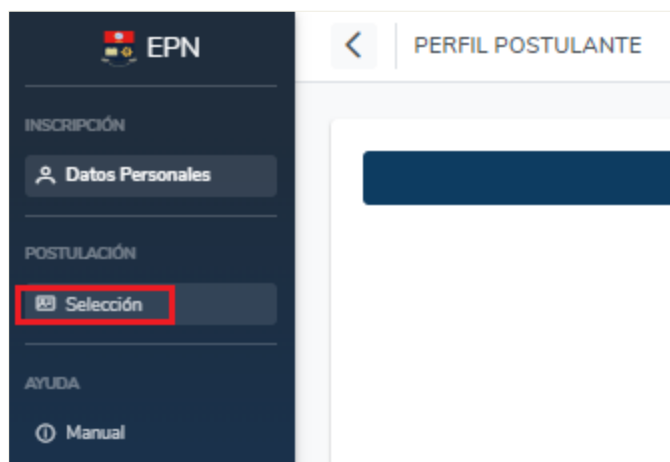 EPN
PERFIL POSTULANTE
INSCRIPCIÓN
Datos Personales
POSTULACIÓN
Selección
AYUDA
Manual